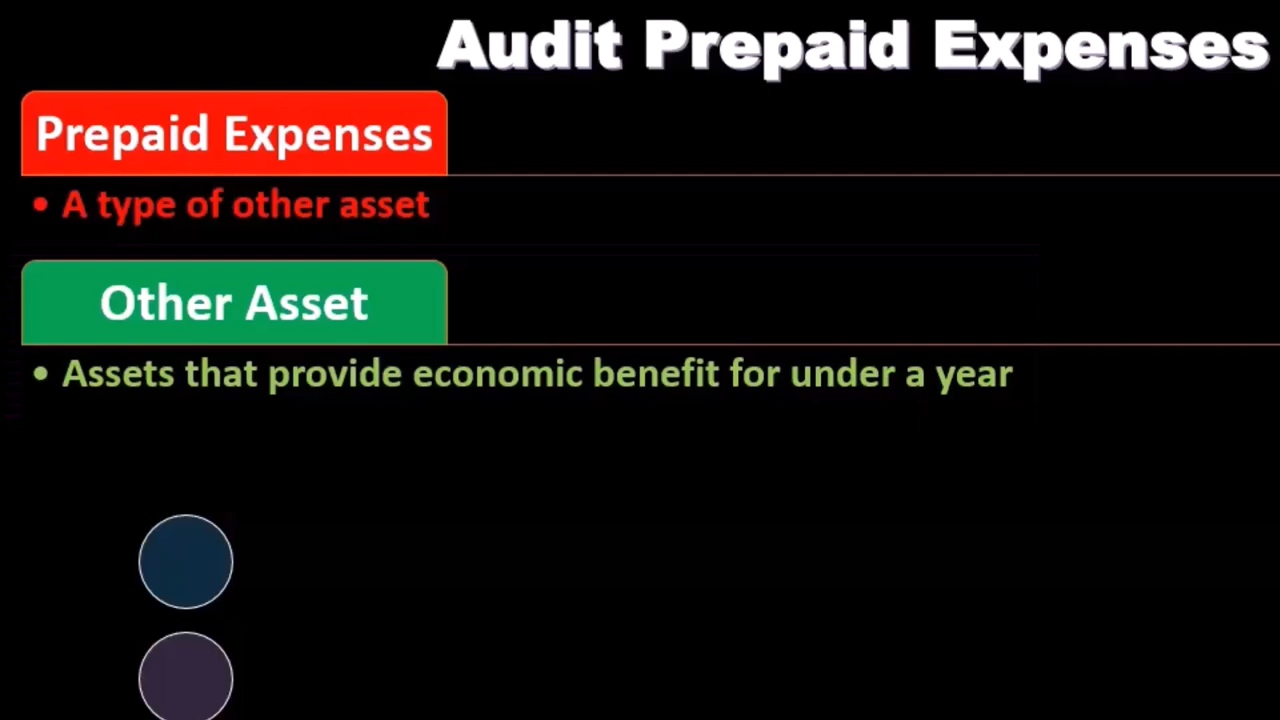 Audit Prepaid Expenses
Prepaid Expenses
• A type of other asset
Other Asset
• Assets that provide economic benefit for under a year